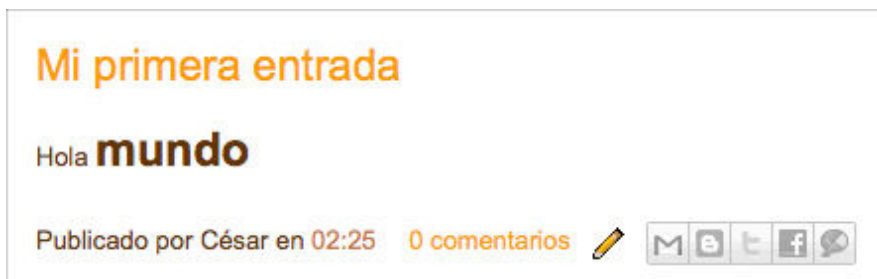 Mi primera entrada
Hola mundo
Publicado por César en 02:25 0 comentarios